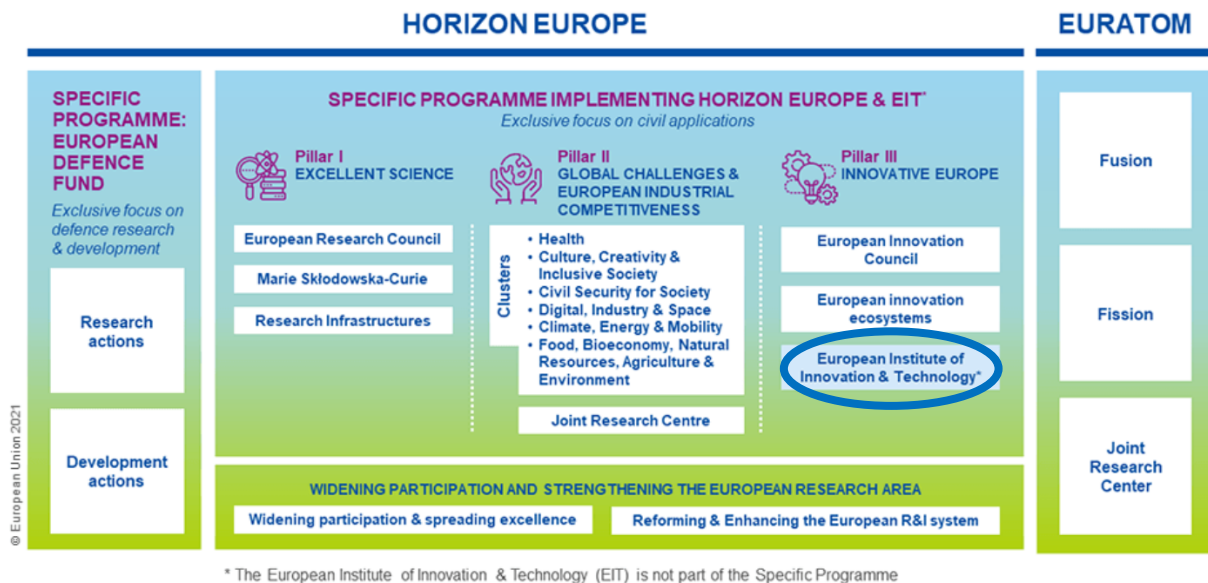 HORIZON EUROPE
EURATOM
SPECIFIC
PROGRAMME:
EUROPEAN
DEFENCE
FUND
Exclusive focus on
defence research
& development
Research
actions
Development
actions
SPECIFIC PROGRAMME IMPLEMENTING HORIZON EUROPE & EIT*
Exclusive focus on civil applications
Pillar I
EXCELLENT SCIENCE
European Research Council
Marie Skłodowska-Curie
Research Infrastructures
Pillar II
GLOBAL CHALLENGES &
EUROPEAN INDUSTRIAL
COMPETITIVENESS
Clusters
• Health
• Culture, Creativity &
Inclusive Society
• Civil Security for Society
• Digital, Industry & Space
• Climate, Energy & Mobility
• Food, Bioeconomy, Natural
Resources, Agriculture &
Environment
Joint Research Centre
Pillar III
INNOVATIVE EUROPE
European Innovation
Council
European innovation
ecosystems
European Institute of
Innovation & Technology*
WIDENING PARTICIPATION AND STRENGTHENING THE EUROPEAN RESEARCH AREA
Widening participation & spreading excellence
Reforming & Enhancing the European R&I system
Fusion
Fission
Joint
Research
Center
© European Union 2021
* The European Institute of Innovation & Technology (EIT) is not part of the Specific Programme